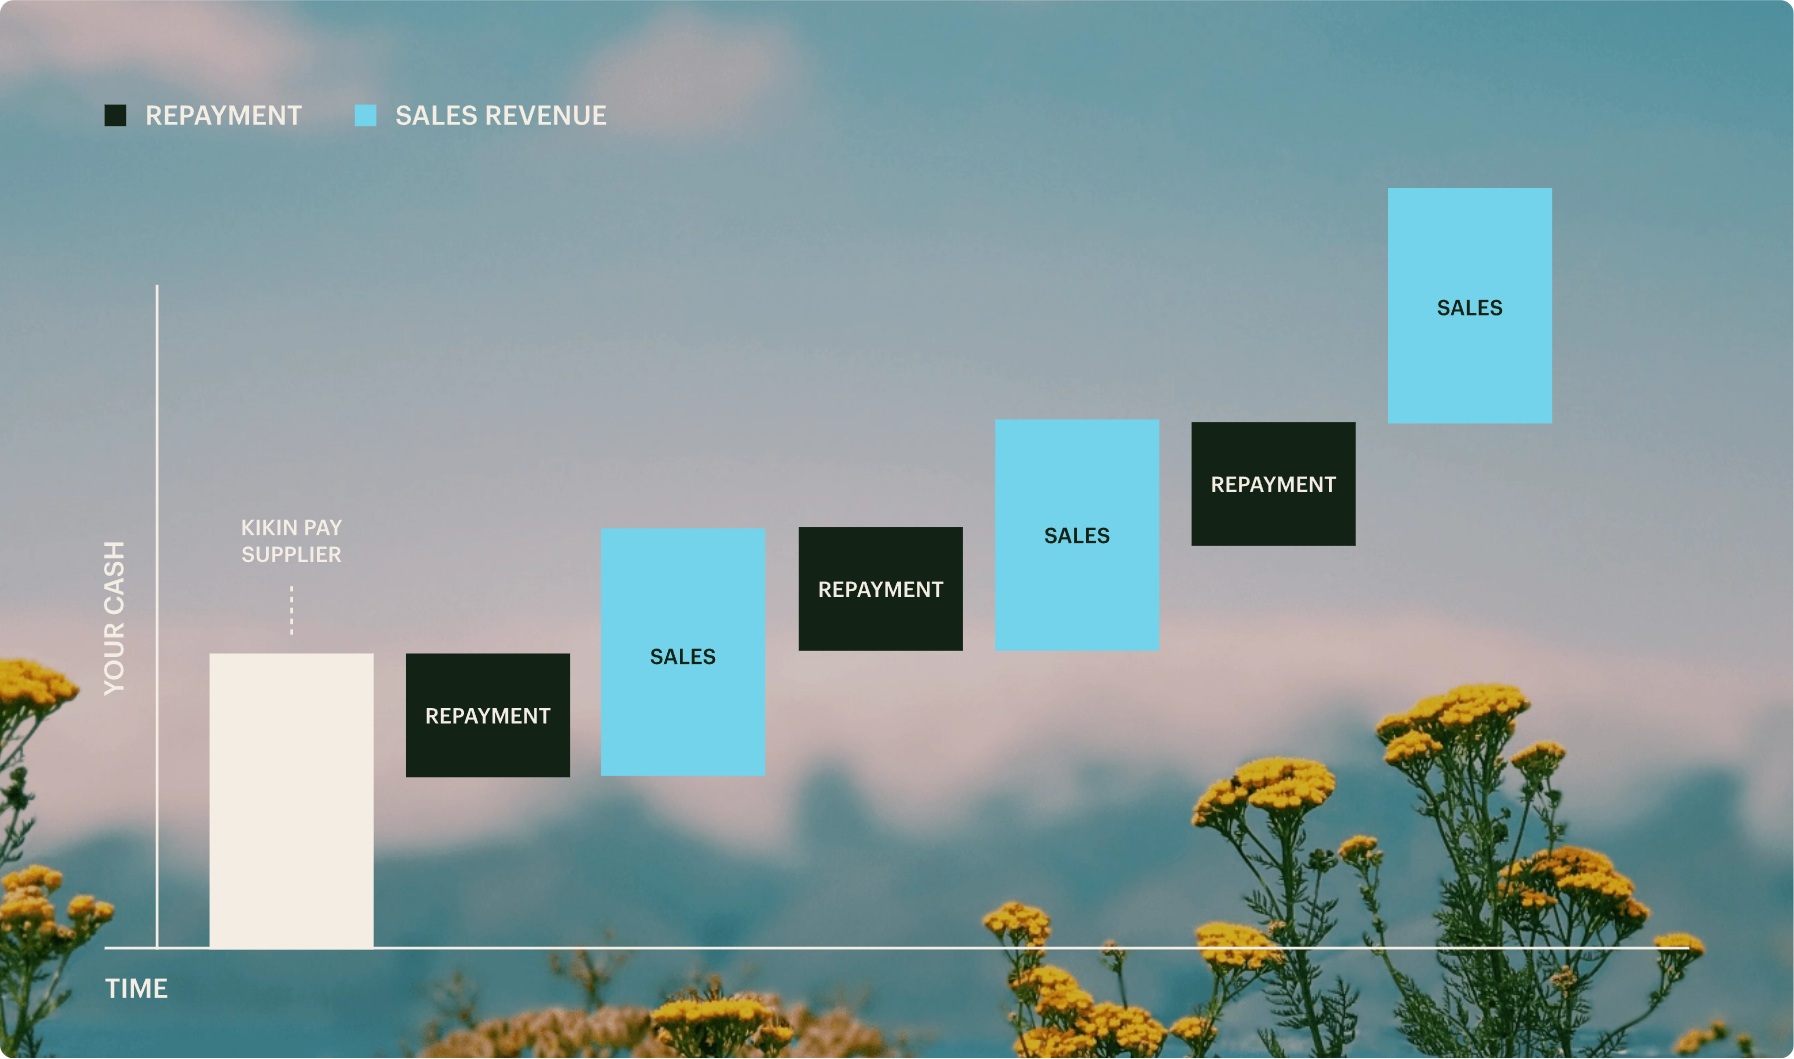 REPAYMENT
SALES REVENUE
SALES
SALES
REPAYMENT
KIKIN PAY
SUPPLIER
YOUR CASH
SALES
REPAYMENT
REPAYMENT
TIME